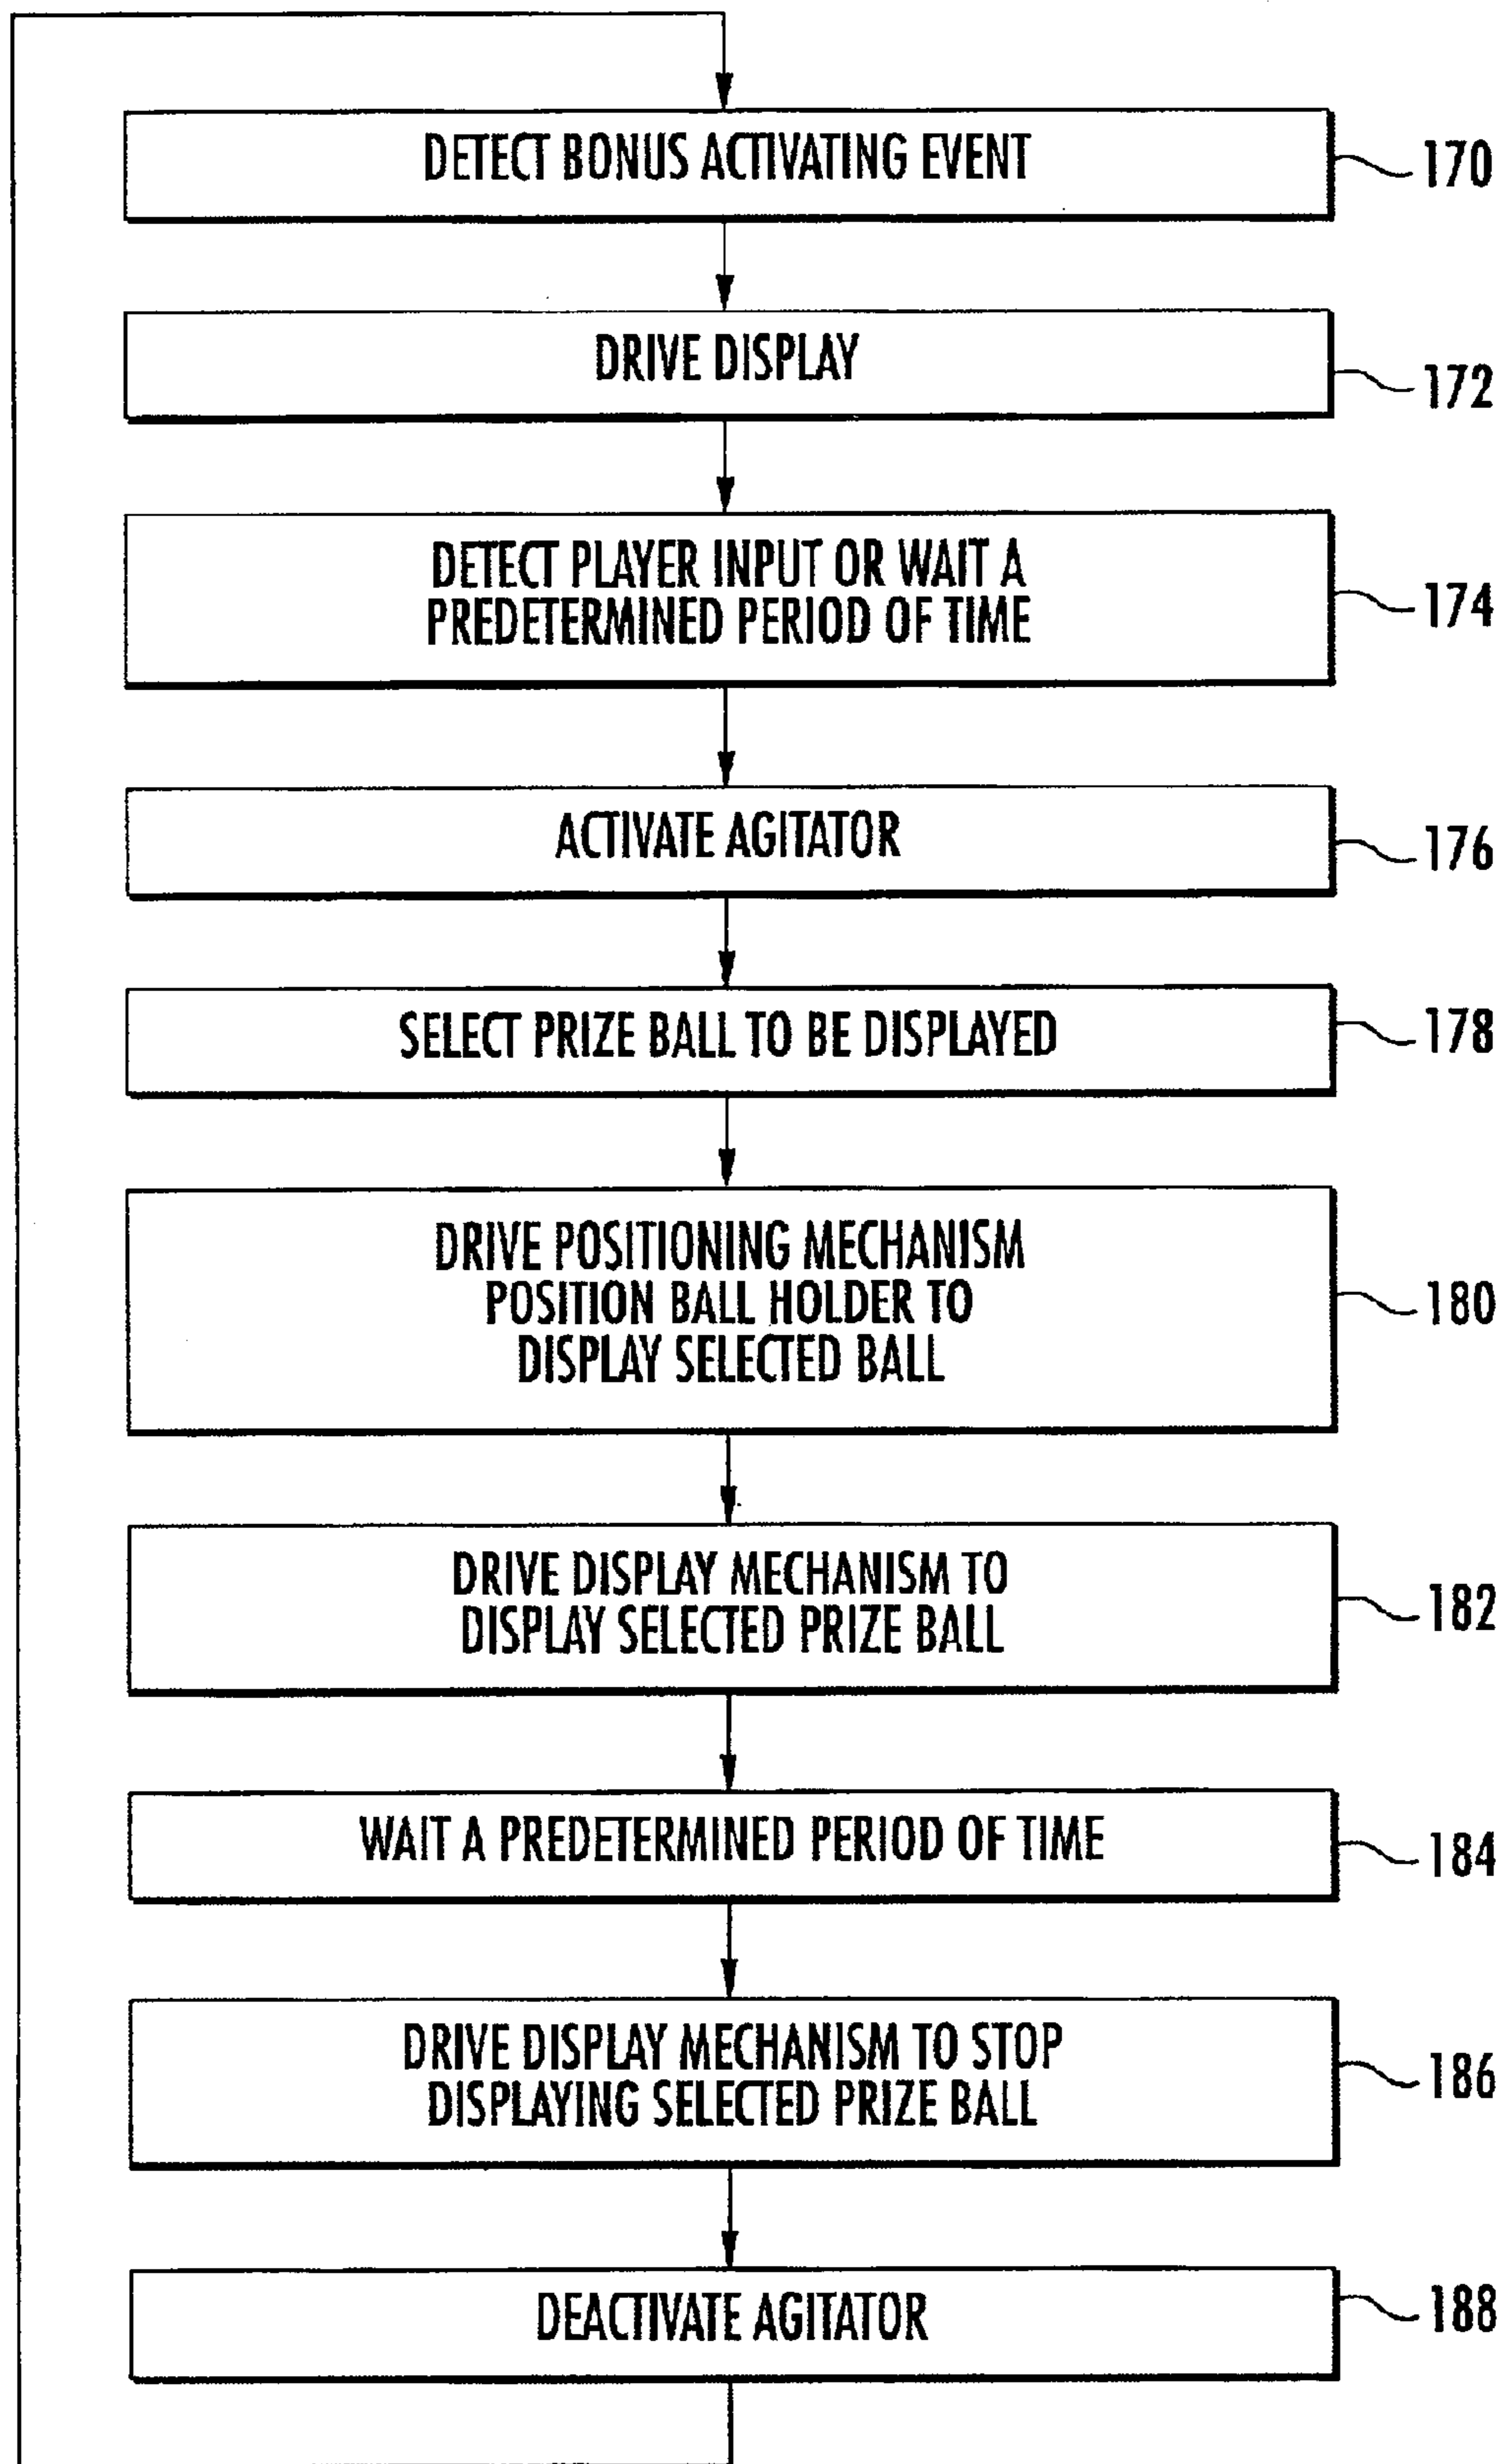 DETECT BONUS ACTIVATING EVENT
170
DRIVE DISPLAY
172
DETECT PLAYER INPUT OR WAIT A
PREDETERMINED PERIOD OF TIME
174
ACTIVATE AGITATOR
176
SELECT PRIZE BALL TO BE DISPLAYED
178
DRIVE POSITIONING MECHANISM
POSITION BALL HOLDER TO
DISPLAY SELECTED BALL
180
DRIVE DISPLAY MECHANISM TO
DISPLAY SELECTED PRIZE BALL
182
WAIT A PREDETERMINED PERIOD OF TIME
184
DRIVE DISPLAY MECHANISM TO STOP
DISPLAYING SELECTED PRIZE BALL
186
DEACTIVATE AGITATOR
188